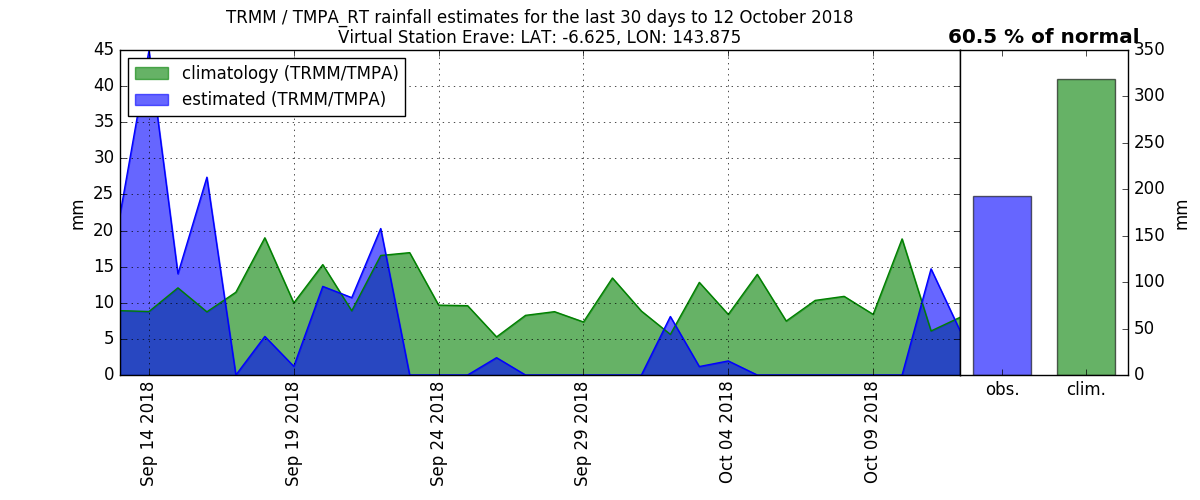 TRMM / TMPA_RT rainfall estimates for the last 30 days to 12 October 2018
Virtual Station Erave: LAT: -6.625, LON: 143.875
60.5 % of normal
climatology (TRMM/TMPA)
estimated (TRMM/TMPA)
45
40
35
30
25
20
15
10
5
0
mm
Sep 14 2018
Sep 19 2018
Sep 24 2018
Sep 29 2018
Oct 04 2018
Oct 09 2018
350
300
250
200
150
100
50
0
mm
obs.
clim.